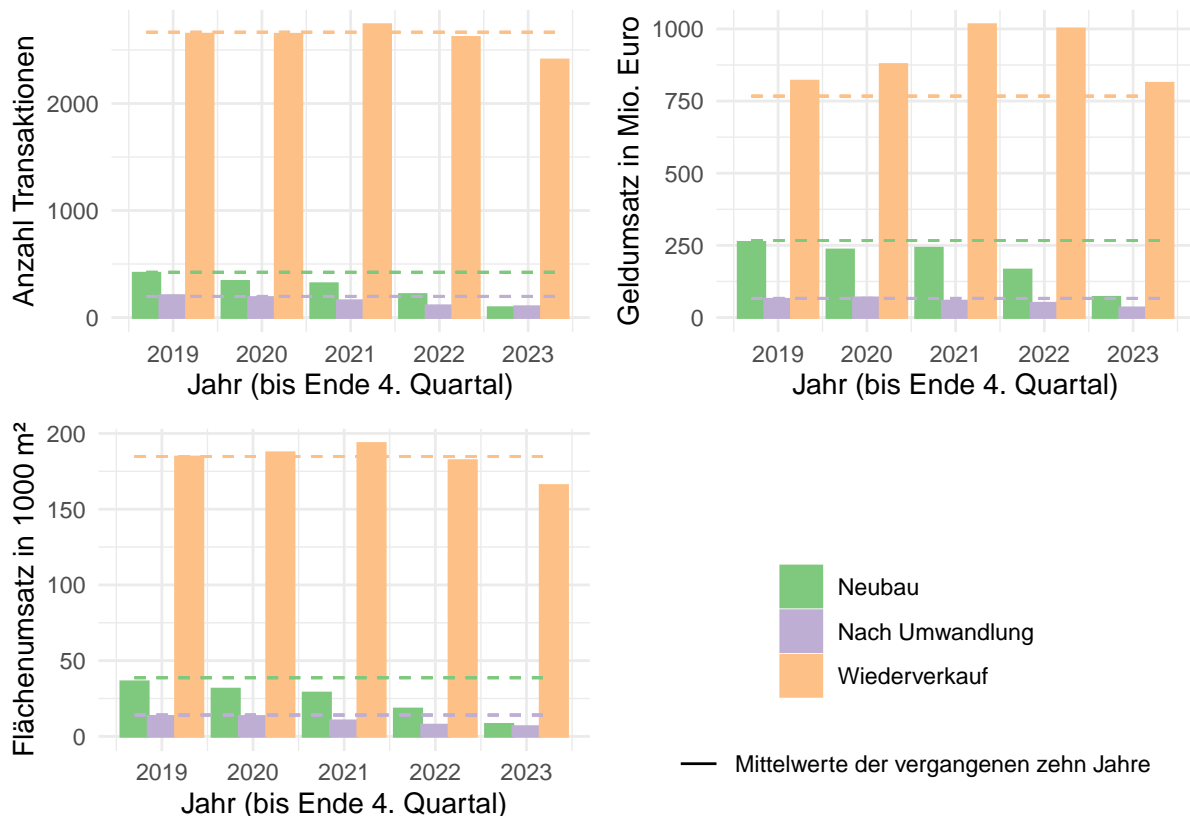 Anzahl Transaktionen
2000
1000
0
2019 2020 2021 2022 2023
Jahr (bis Ende 4. Quartal)
Geldumsatz in Mio. Euro
1000
750
500
250
0
2019 2020 2021 2022 2023
Jahr (bis Ende 4. Quartal)
Flächenumsatz in 1000 m²
200
150
100
50
0
2019 2020 2021 2022 2023
Jahr (bis Ende 4. Quartal)
Neubau
Nach Umwandlung
Wiederverkauf
Mittelwerte der vergangenen zehn Jahre